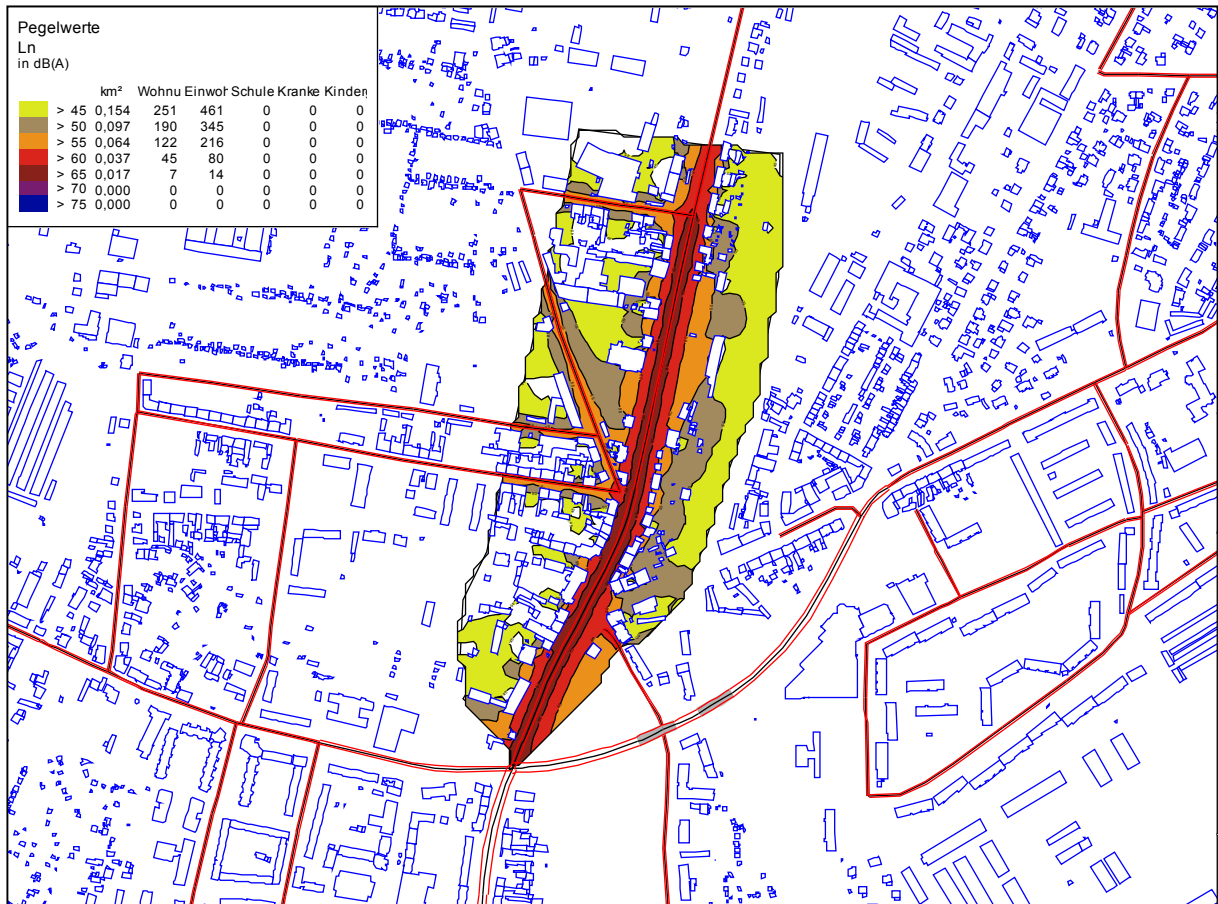 Pegelwerte
Ln
in dB(A)
km² Wohnu Einwoh Schule Kranke Kinder
> 45 0,154 251 461 0 0 0
> 50 0,097 190 345 0 0 0
> 55 0,064 122 216 0 0 0
> 60 0,037 45 80 0 0 0
> 65 0,017 7 14 0 0 0
> 70 0,000 0 0 0 0 0
> 75 0,000 0 0 0 0 0